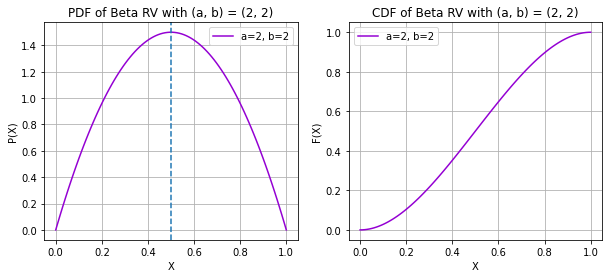 PDF of Beta RV with (a, b) = (2, 2)
a=2, b=2
P(X)
1.4
1.2
1.0
0.8
0.6
0.4
0.2
0.0
0.0 0.2 0.4 0.6 0.8 1.0
X
CDF of Beta RV with (a, b) = (2, 2)
a=2, b=2
F(X)
1.0
0.8
0.6
0.4
0.2
0.0
0.0 0.2 0.4 0.6 0.8 1.0
X